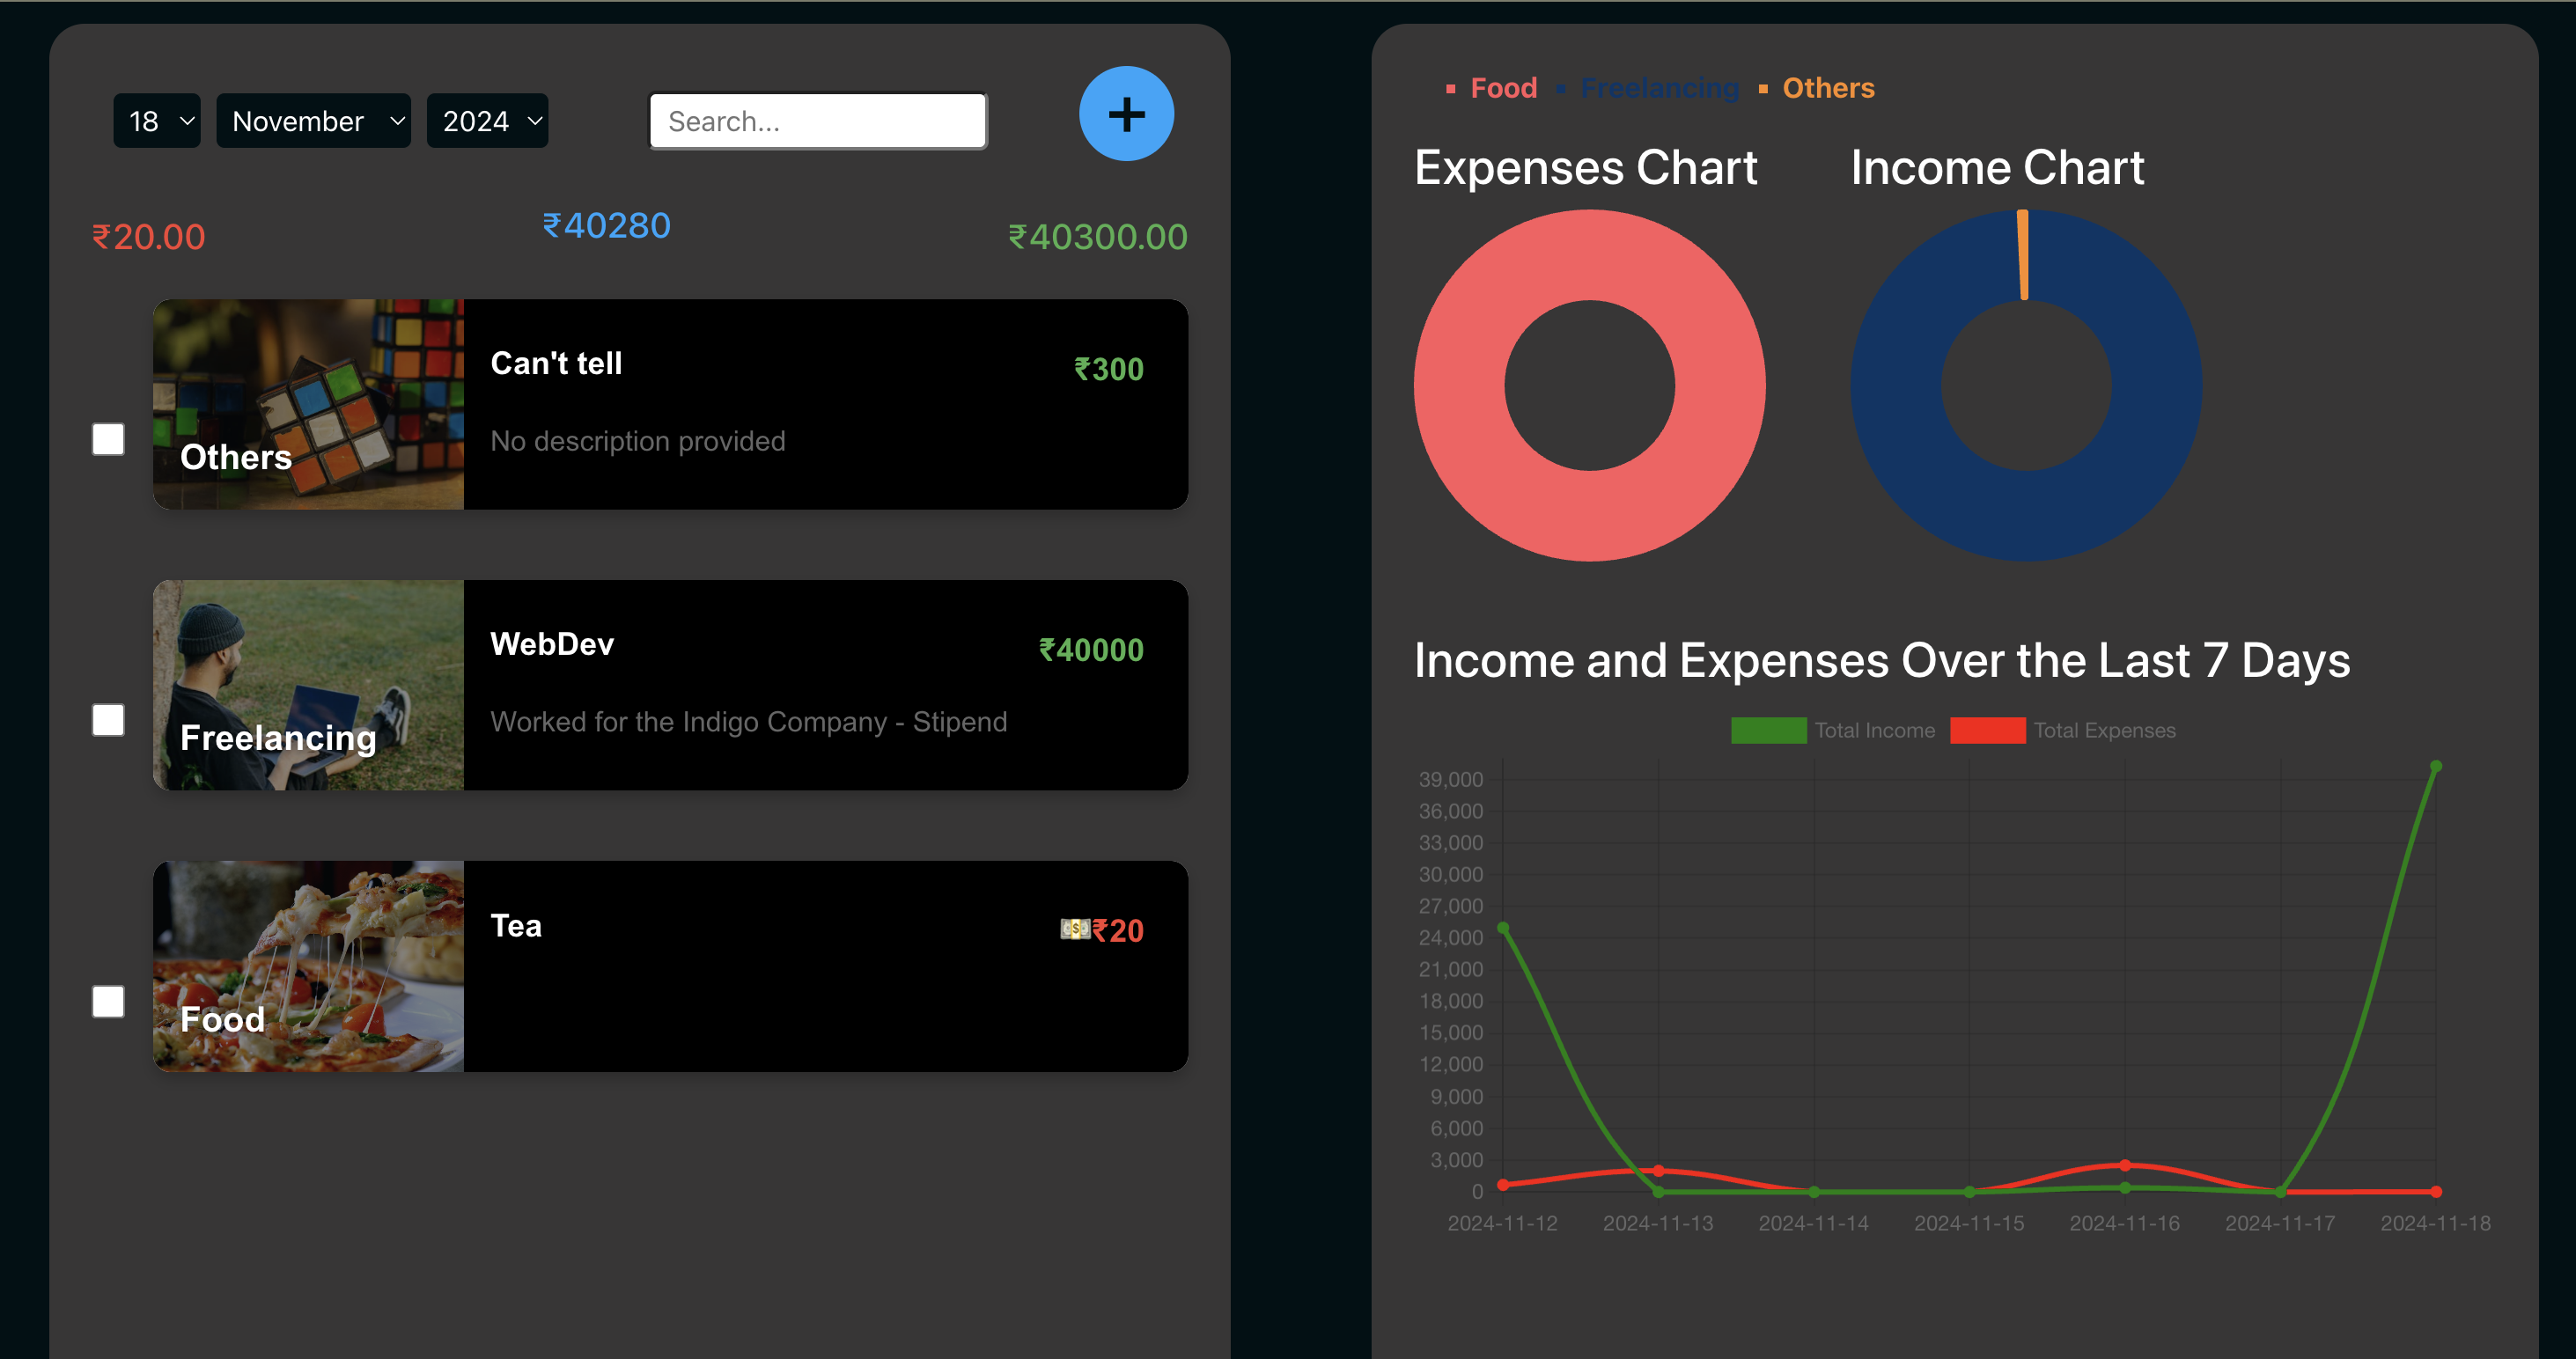 18 November 2024 Search... +
₹20.00 ₹40280 ₹40300.00
Others
Can't tell ₹300
No description provided
Freelancing
WebDev ₹40000
Worked for the Indigo Company - Stipend
Food
Tea 💵₹20
Food Freelancing Others
Expenses Chart Income Chart
Income and Expenses Over the Last 7 Days
Total Income Total Expenses
39,000
36,000
33,000
30,000
27,000
24,000
21,000
18,000
15,000
12,000
9,000
6,000
3,000
0
2024-11-12 2024-11-13 2024-11-14 2024-11-15 2024-11-16 2024-11-17 2024-11-18